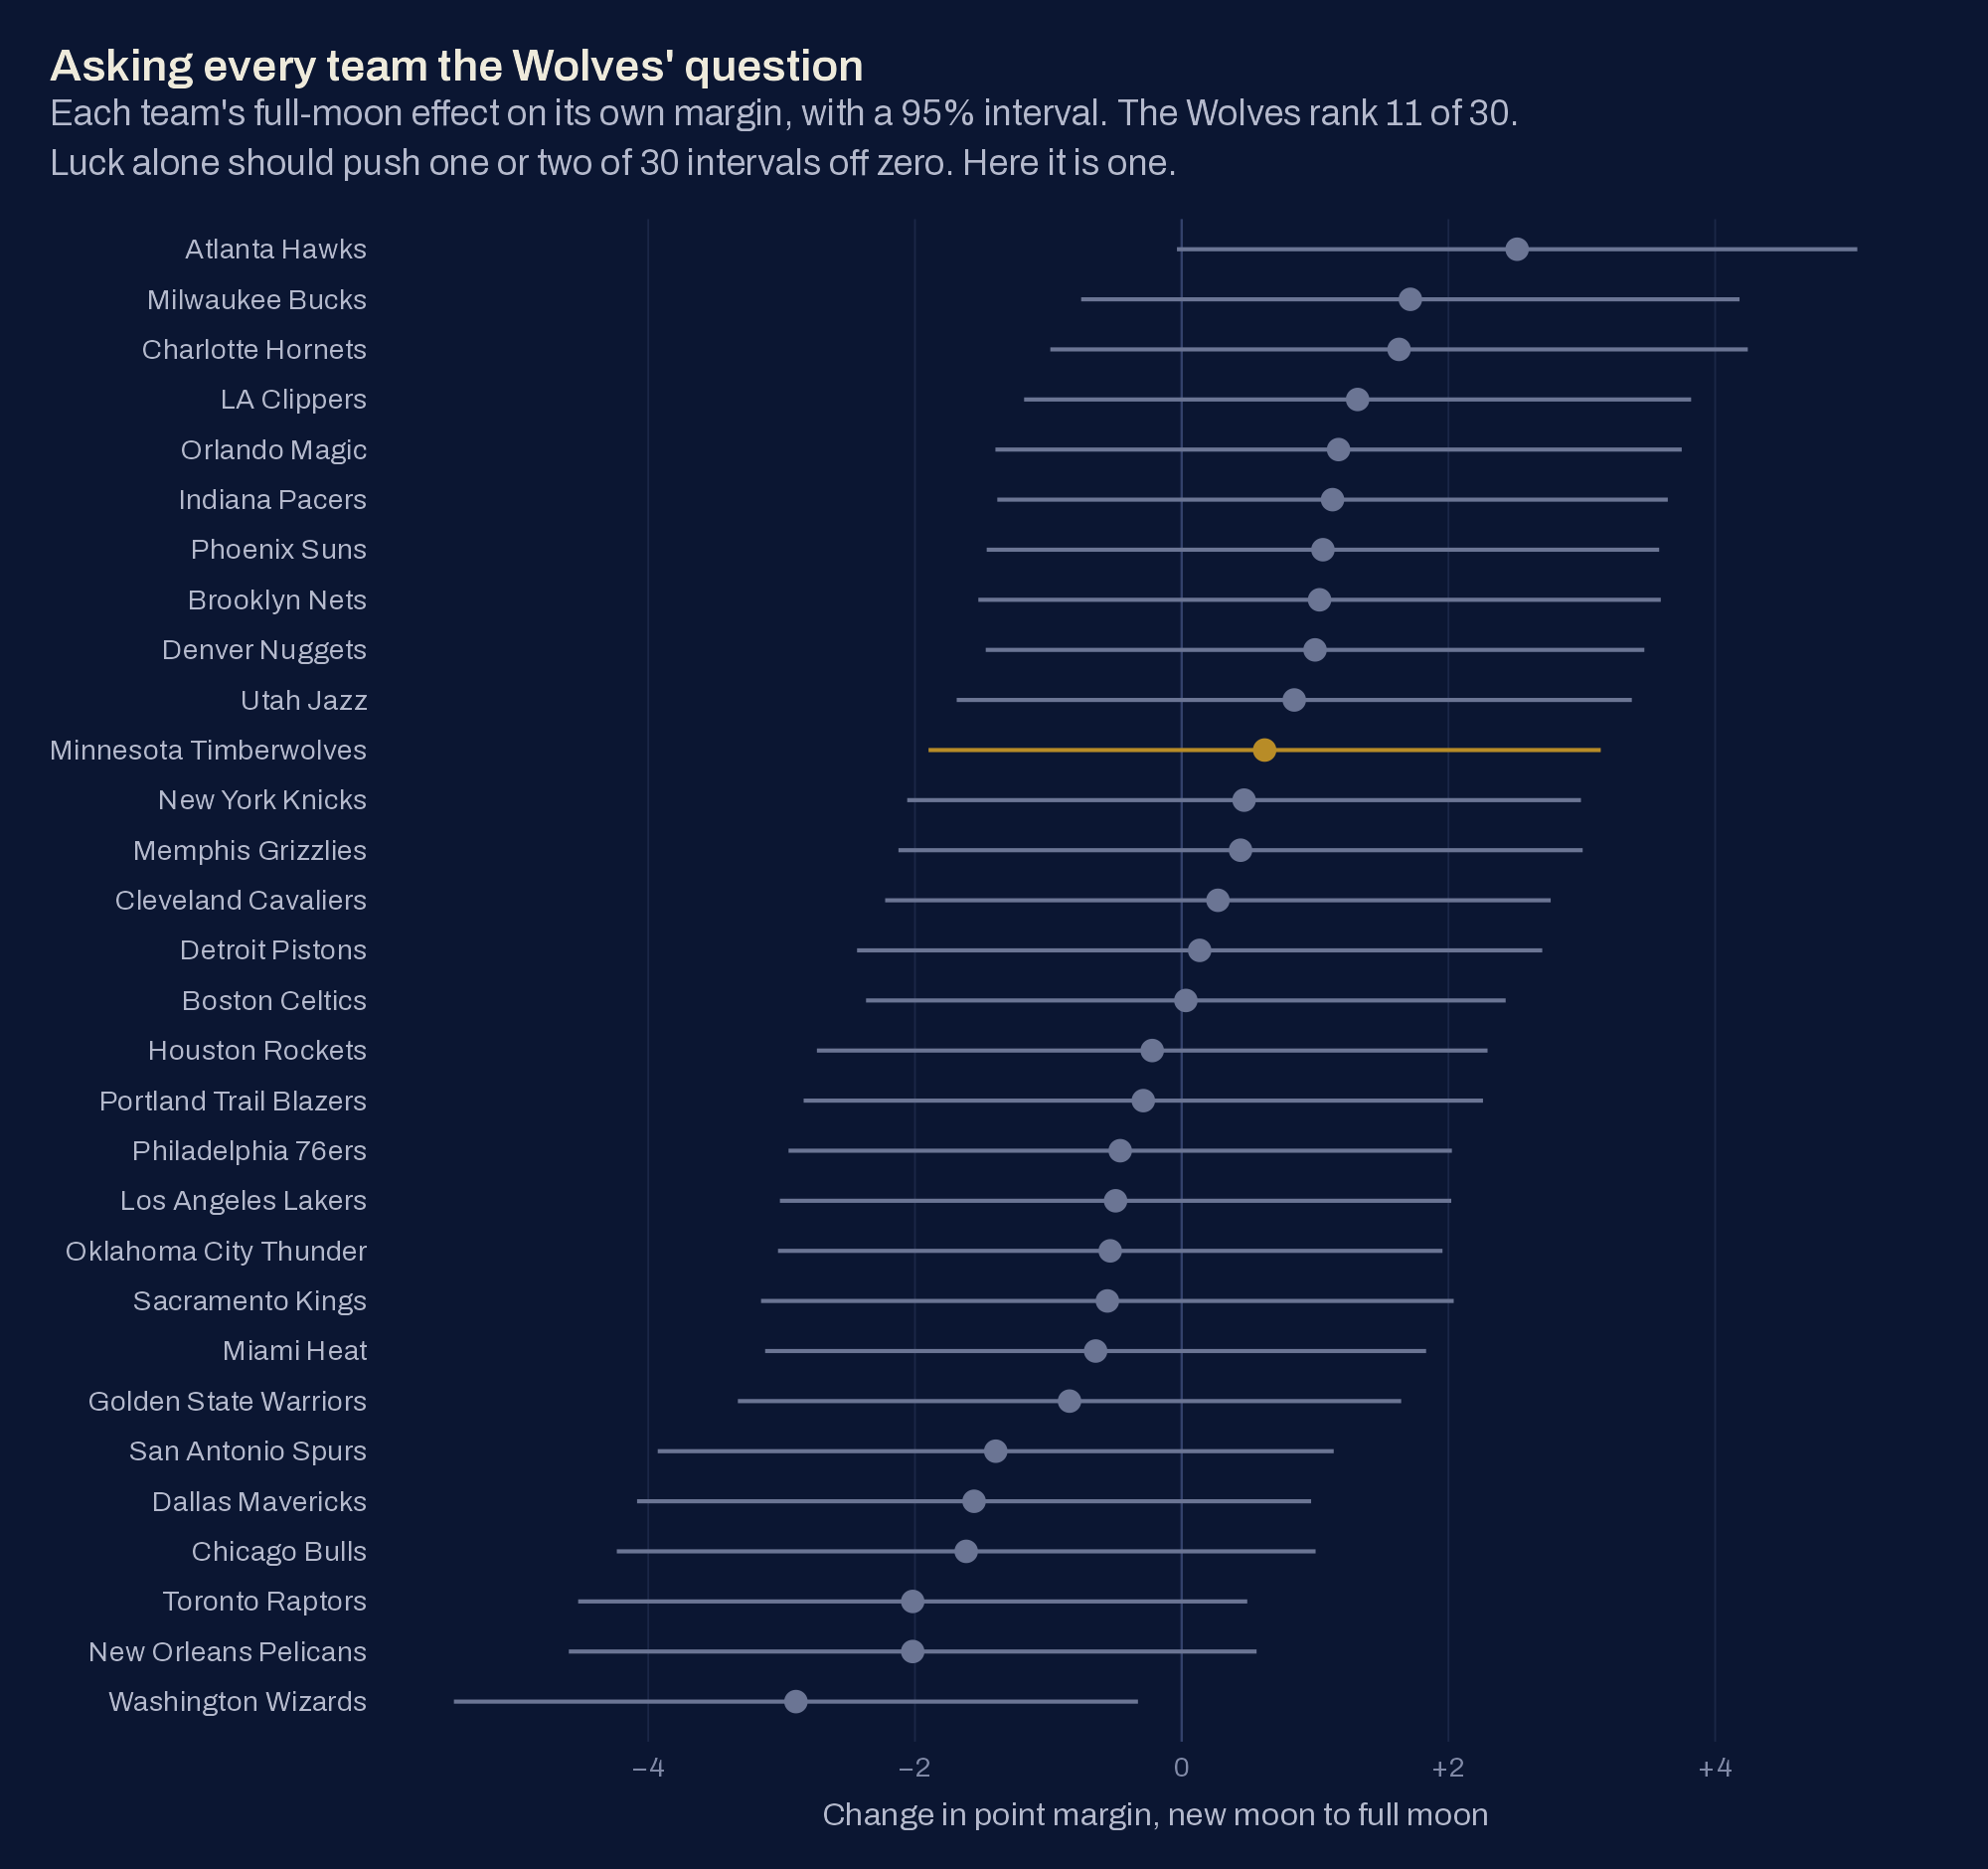 Asking every team the Wolves' question
Each team's full-moon effect on its own margin, with a 95% interval. The Wolves rank 11 of 30.
Luck alone should push one or two of 30 intervals off zero. Here it is one.
Atlanta Hawks
Milwaukee Bucks
Charlotte Hornets
LA Clippers
Orlando Magic
Indiana Pacers
Phoenix Suns
Brooklyn Nets
Denver Nuggets
Utah Jazz
Minnesota Timberwolves
New York Knicks
Memphis Grizzlies
Cleveland Cavaliers
Detroit Pistons
Boston Celtics
Houston Rockets
Portland Trail Blazers
Philadelphia 76ers
Los Angeles Lakers
Oklahoma City Thunder
Sacramento Kings
Miami Heat
Golden State Warriors
San Antonio Spurs
Dallas Mavericks
Chicago Bulls
Toronto Raptors
New Orleans Pelicans
Washington Wizards
−4 −2 0 +2 +4
Change in point margin, new moon to full moon